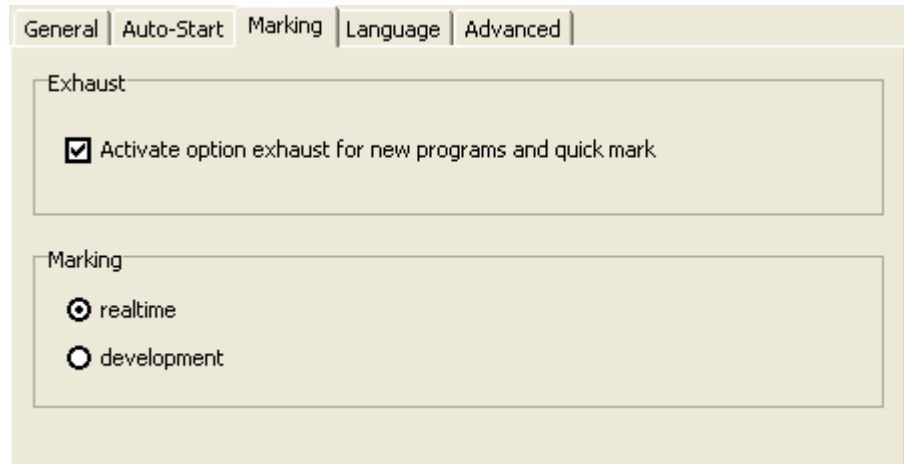 General Auto-Start Marking Language Advanced
Exhaust
Activate option exhaust for new programs and quick mark
Marking
realtime
development